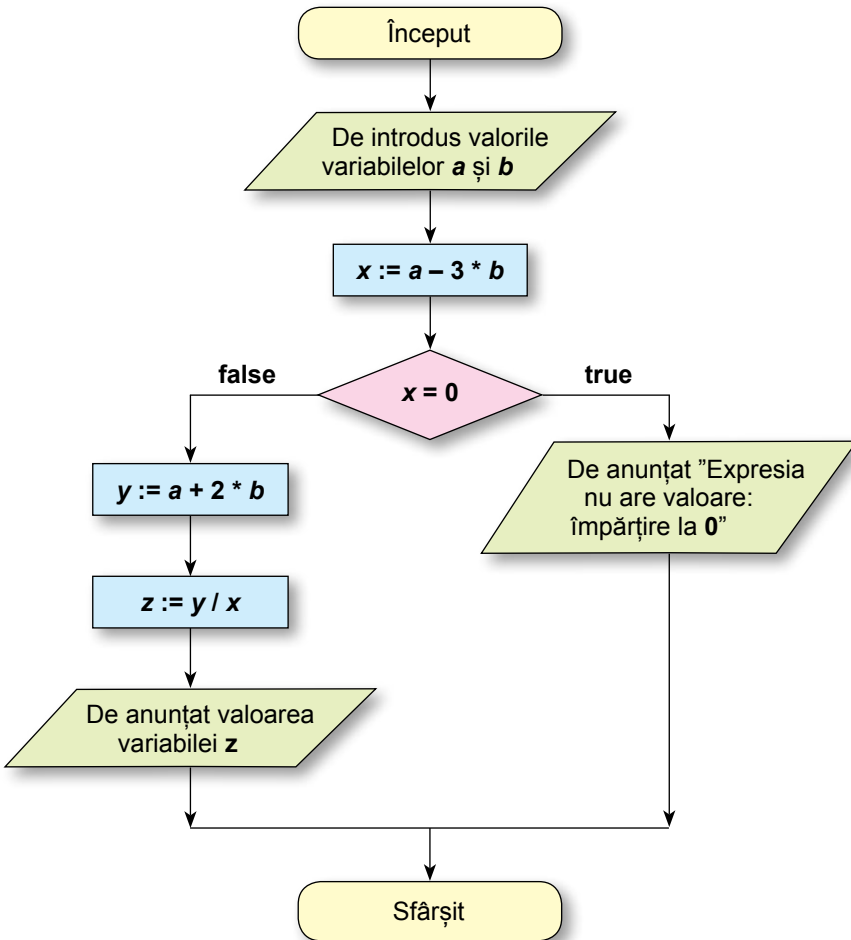 Început
De introdus valorile
variabilelor a și b
x := a – 3 * b
false
true
x = 0
y := a + 2 * b
De anunțat ”Expresia
nu are valoare:
împărțire la 0”
z := y / x
De anunțat valoarea
variabilei z
Sfârșit